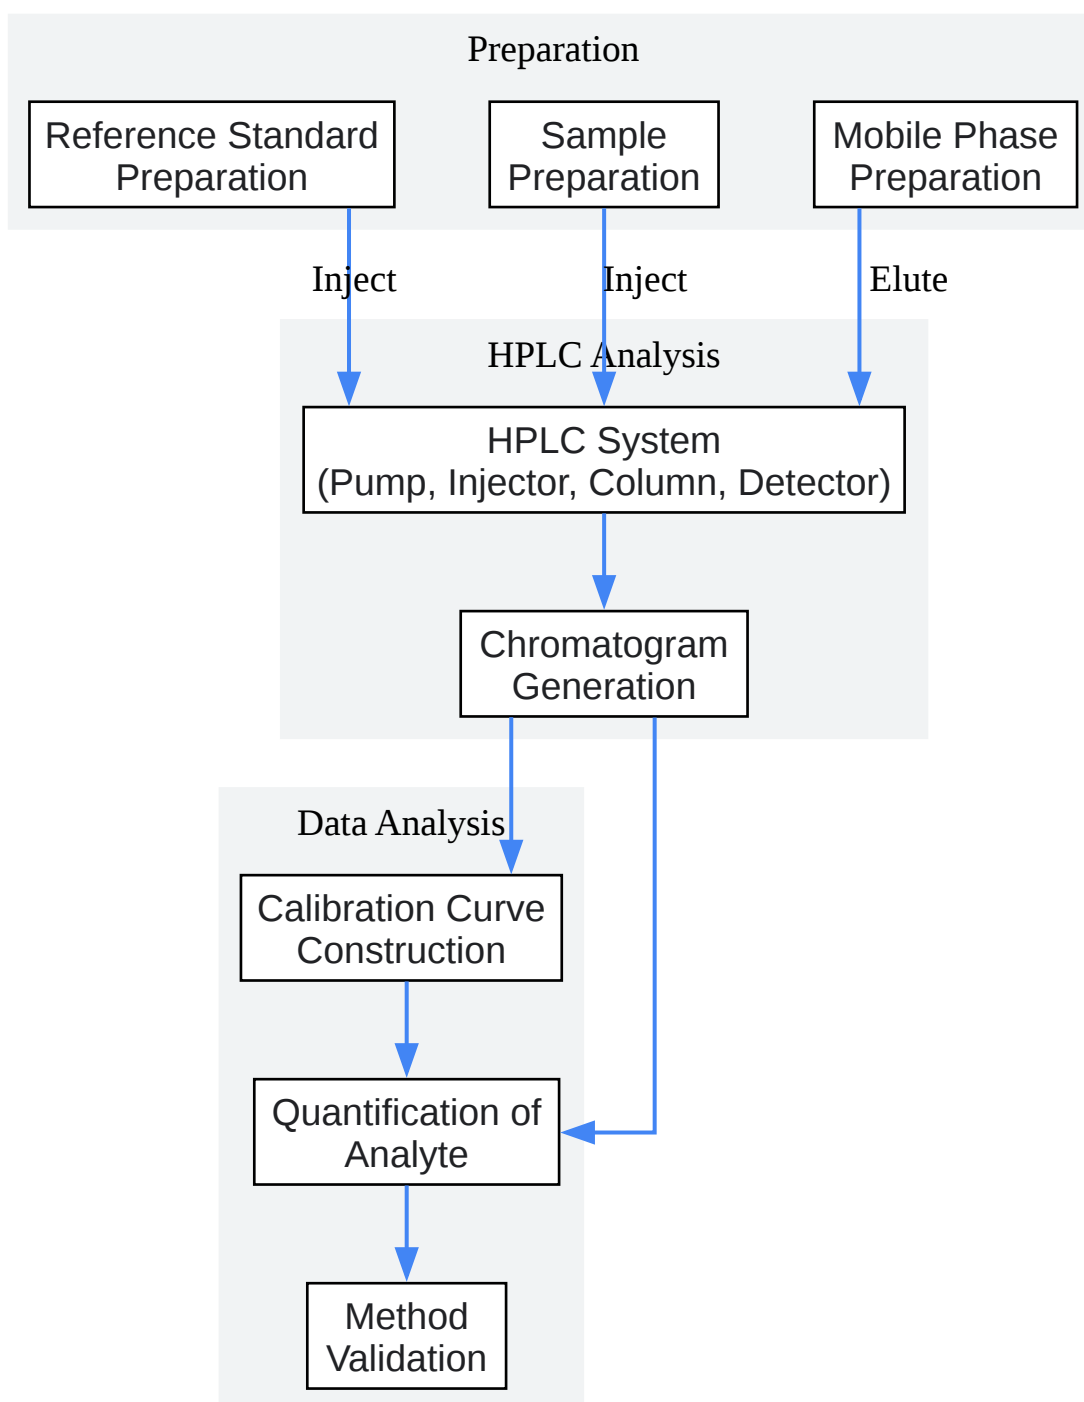 Preparation
Reference Standard
Preparation
Sample
Preparation
Mobile Phase
Preparation
Inject
Inject
Elute
HPLC Analysis
HPLC System
(Pump, Injector, Column, Detector)
Chromatogram
Generation
Data Analysis
Calibration Curve
Construction
Quantification of
Analyte
Method
Validation